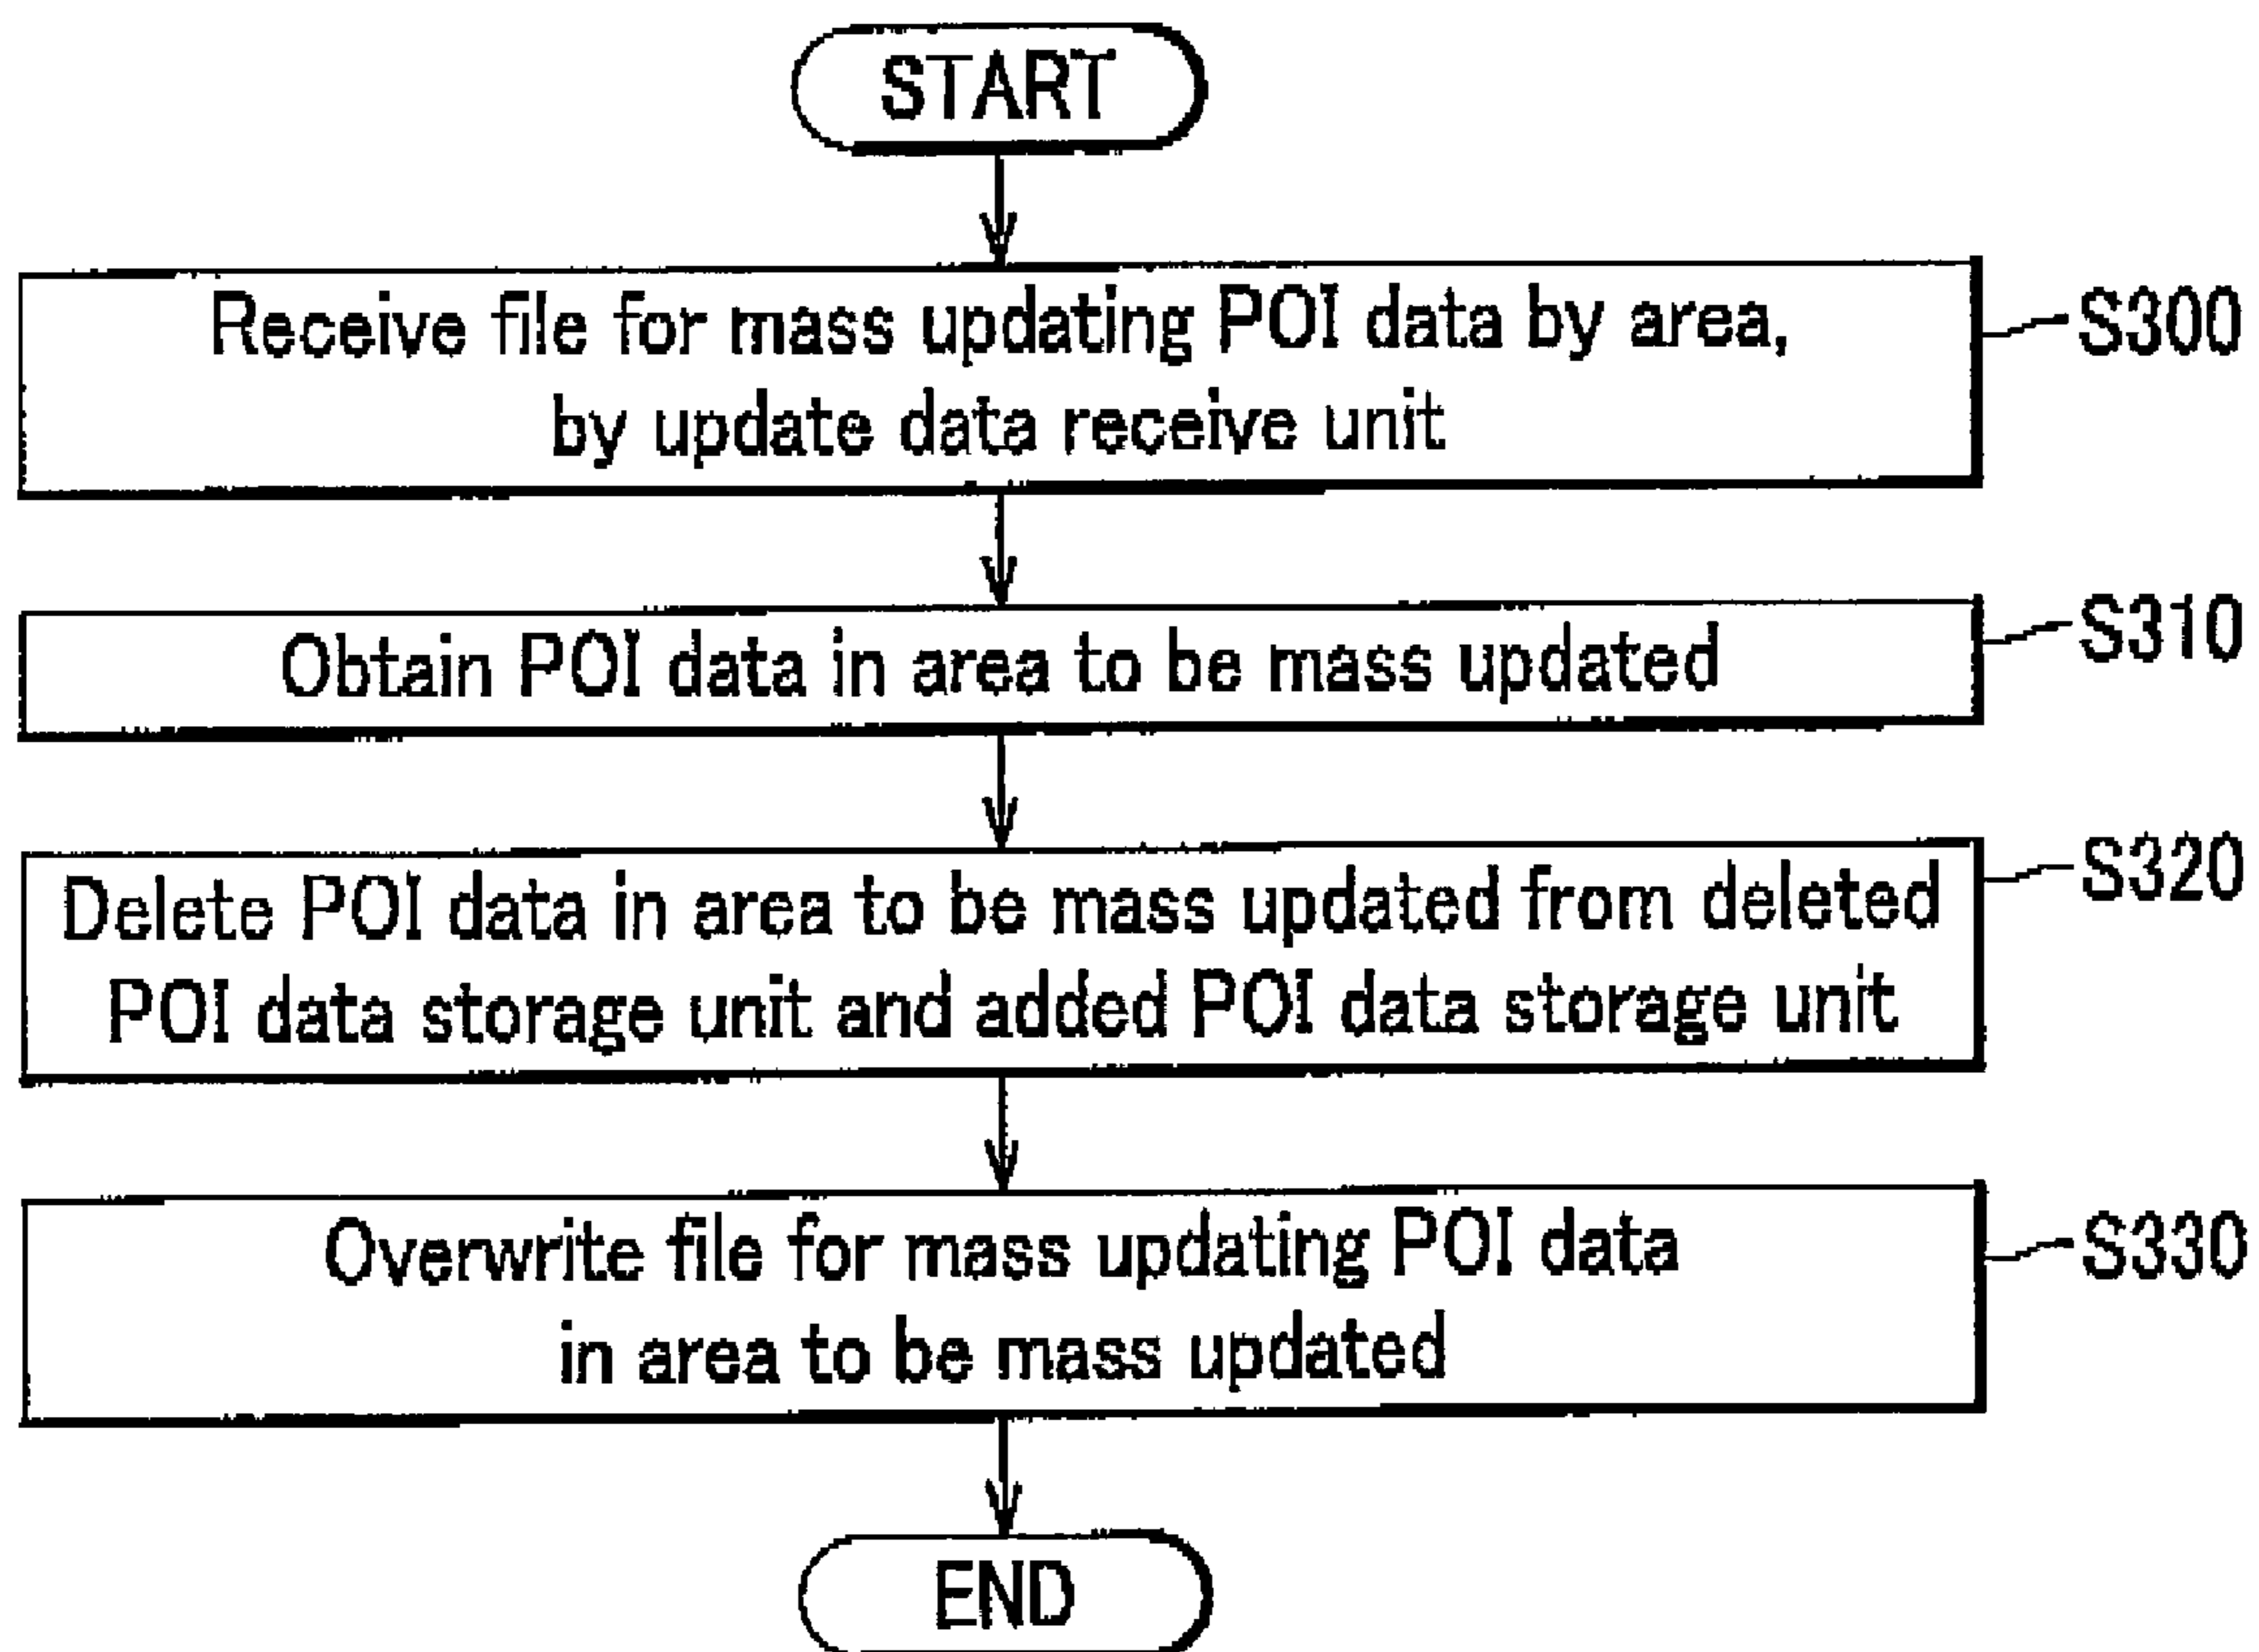 START
Receive file for mass updating POI data by area,
by update data receive unit
S300
Obtain POI data in area to be mass updated
S310
Delete POI data in area to be mass updated from deleted
POI data storage unit and added POI data storage unit
S320
Overwrite file for mass updating POI data
in area to be mass updated
S330
END